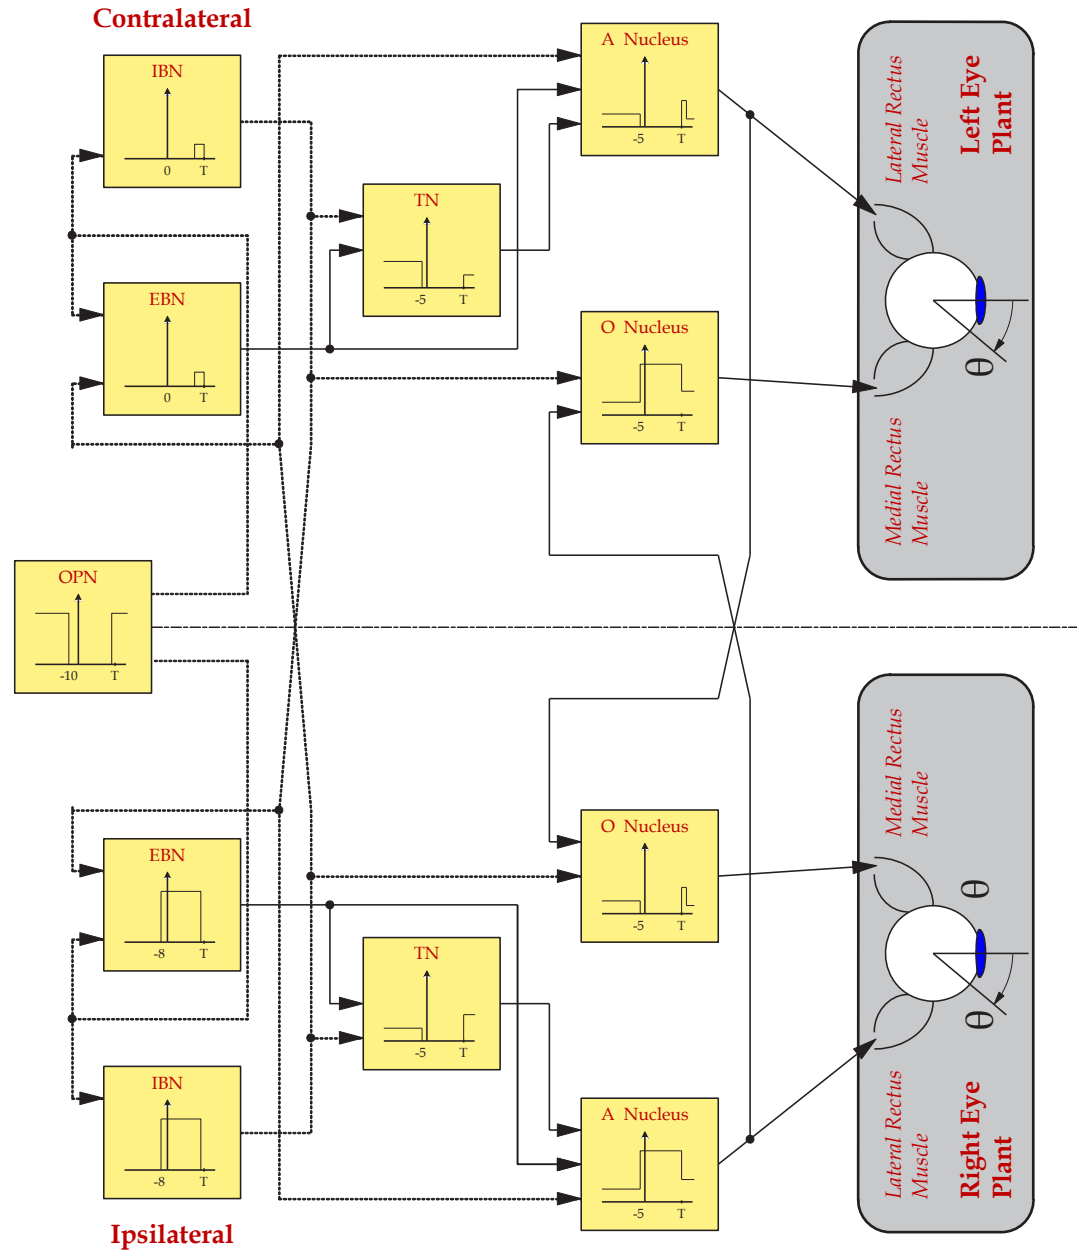 Contralateral
IBN
0 T
EBN
0 T
TN
-5 T
A Nucleus
-5 T
O Nucleus
-5 T
Lateral Rectus
Muscle
Left Eye
Plant
θ
Medial Rectus
Muscle
OPN
-10 T
EBN
-8 T
IBN
-8 T
TN
-5 T
O Nucleus
-5 T
A Nucleus
-5 T
Medial Rectus
Muscle
θ
θ
Lateral Rectus
Muscle
Right Eye
Plant
Ipsilateral